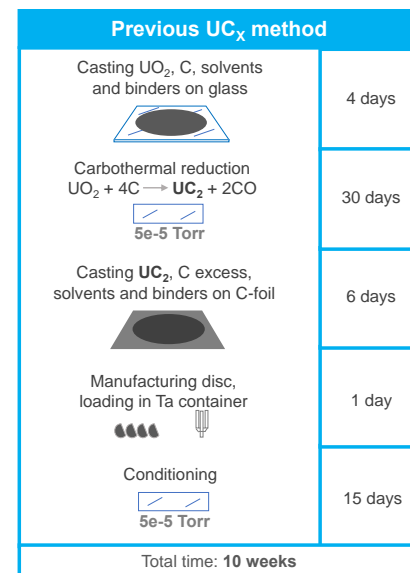 Previous UCX method
Casting UO2, C, solvents
and binders on glass
4 days
Carbothermal reduction
UO2 + 4C → UC2 + 2CO
5e-5 Torr
30 days
Casting UC2, C excess,
solvents and binders on C-foil
6 days
Manufacturing disc,
loading in Ta container
1 day
Conditioning
5e-5 Torr
15 days
Total time: 10 weeks